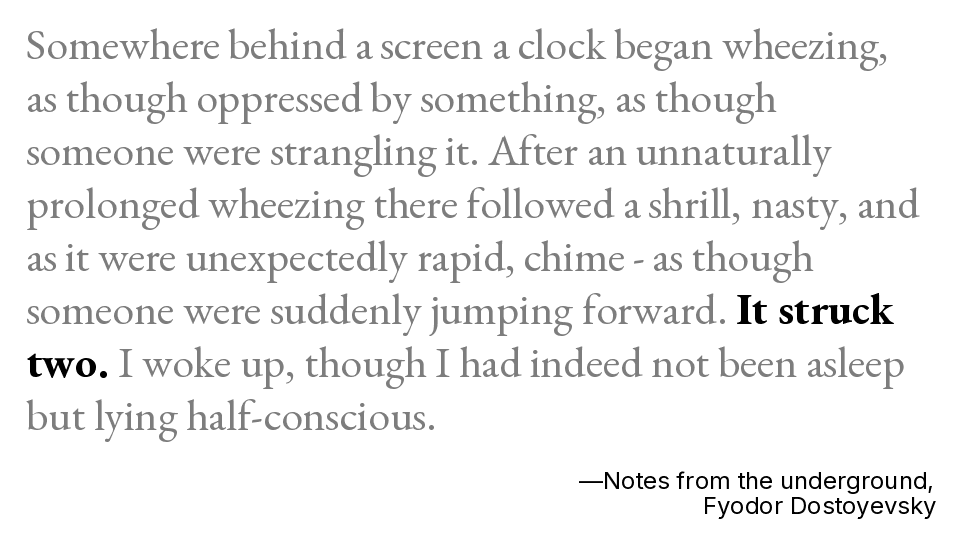 Somewhere behind a screen a clock began wheezing,
as though oppressed by something, as though
someone were strangling it. After an unnaturally
prolonged wheezing there followed a shrill, nasty, and
as it were unexpectedly rapid, chime - as though
someone were suddenly jumping forward. It struck
two. I woke up, though I had indeed not been asleep
but lying half-conscious.
—Notes from the underground,
Fyodor Dostoyevsky